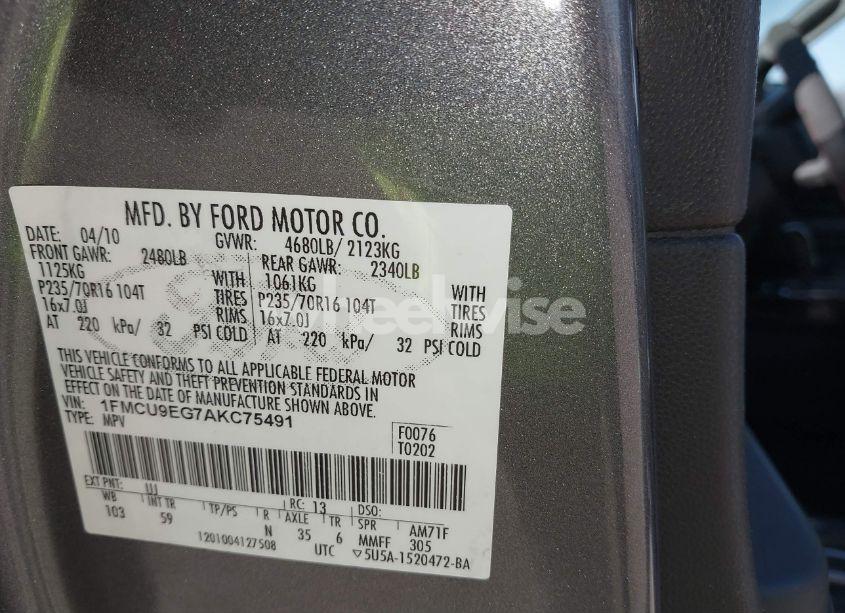 MFD. BY FORD MOTOR CO.
DATE: 04/10 GVWR: 4680LB/ 2123KG
FRONT GAWR: 2480LB REAR GAWR: 2340LB
1125KG WITH 1061KG WITH
P235/70R16 104T TIRES P235/70R16 104T TIRES
16x7.0J RIMS 16x7.0J RIMS
AT 220 kPa/ 32 PSI COLD AT 220 kPa/ 32 PSI COLD
THIS VEHICLE CONFORMS TO ALL APPLICABLE FEDERAL MOTOR
VEHICLE SAFETY AND THEFT PREVENTION STANDARDS IN
EFFECT ON THE DATE OF MANUFACTURE SHOWN ABOVE.
VIN: 1FMCU9EG7AKC75491 F0076
TYPE: MPV T0202
EXT PNT: UJ RC: 13 DSO:
WB INT TR TP/PS R AXLE TR SPR AM71F
103 59 N 35 6 MMFF 305
1201004127508 UTC ▽5U5A-1520472-BA
wheelwise